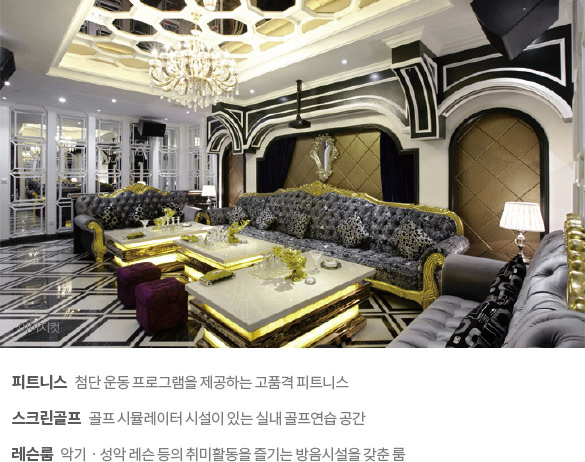 이미지컷
피트니스 첨단 운동 프로그램을 제공하는 고품격 피트니스
스크린골프 골프 시뮬레이터 시설이 있는 실내 골프연습 공간
레슨룸 악기 · 성악 레슨 등의 취미활동을 즐기는 방음시설을 갖춘 룸